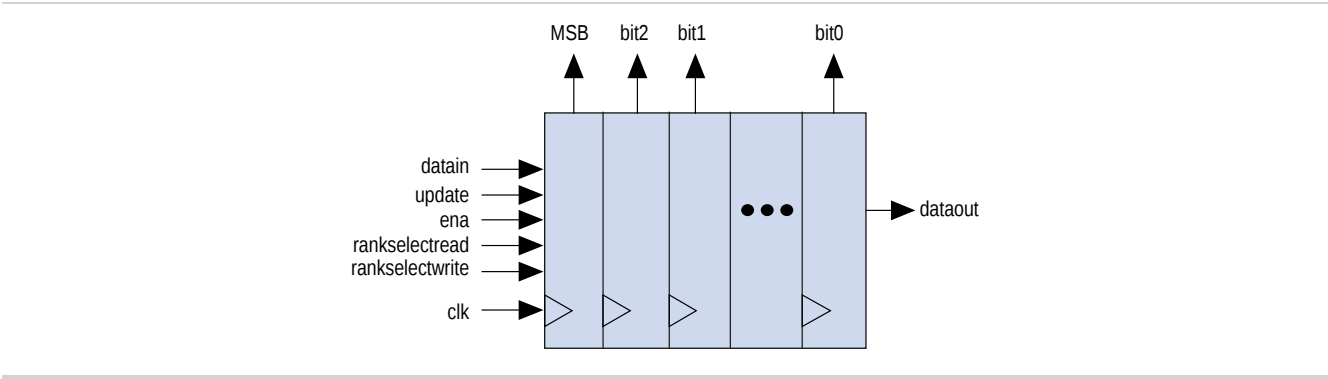 MSB bit2 bit1 bit0
datain
update
ena
rankselectread
rankselectwrite
clk
dataout